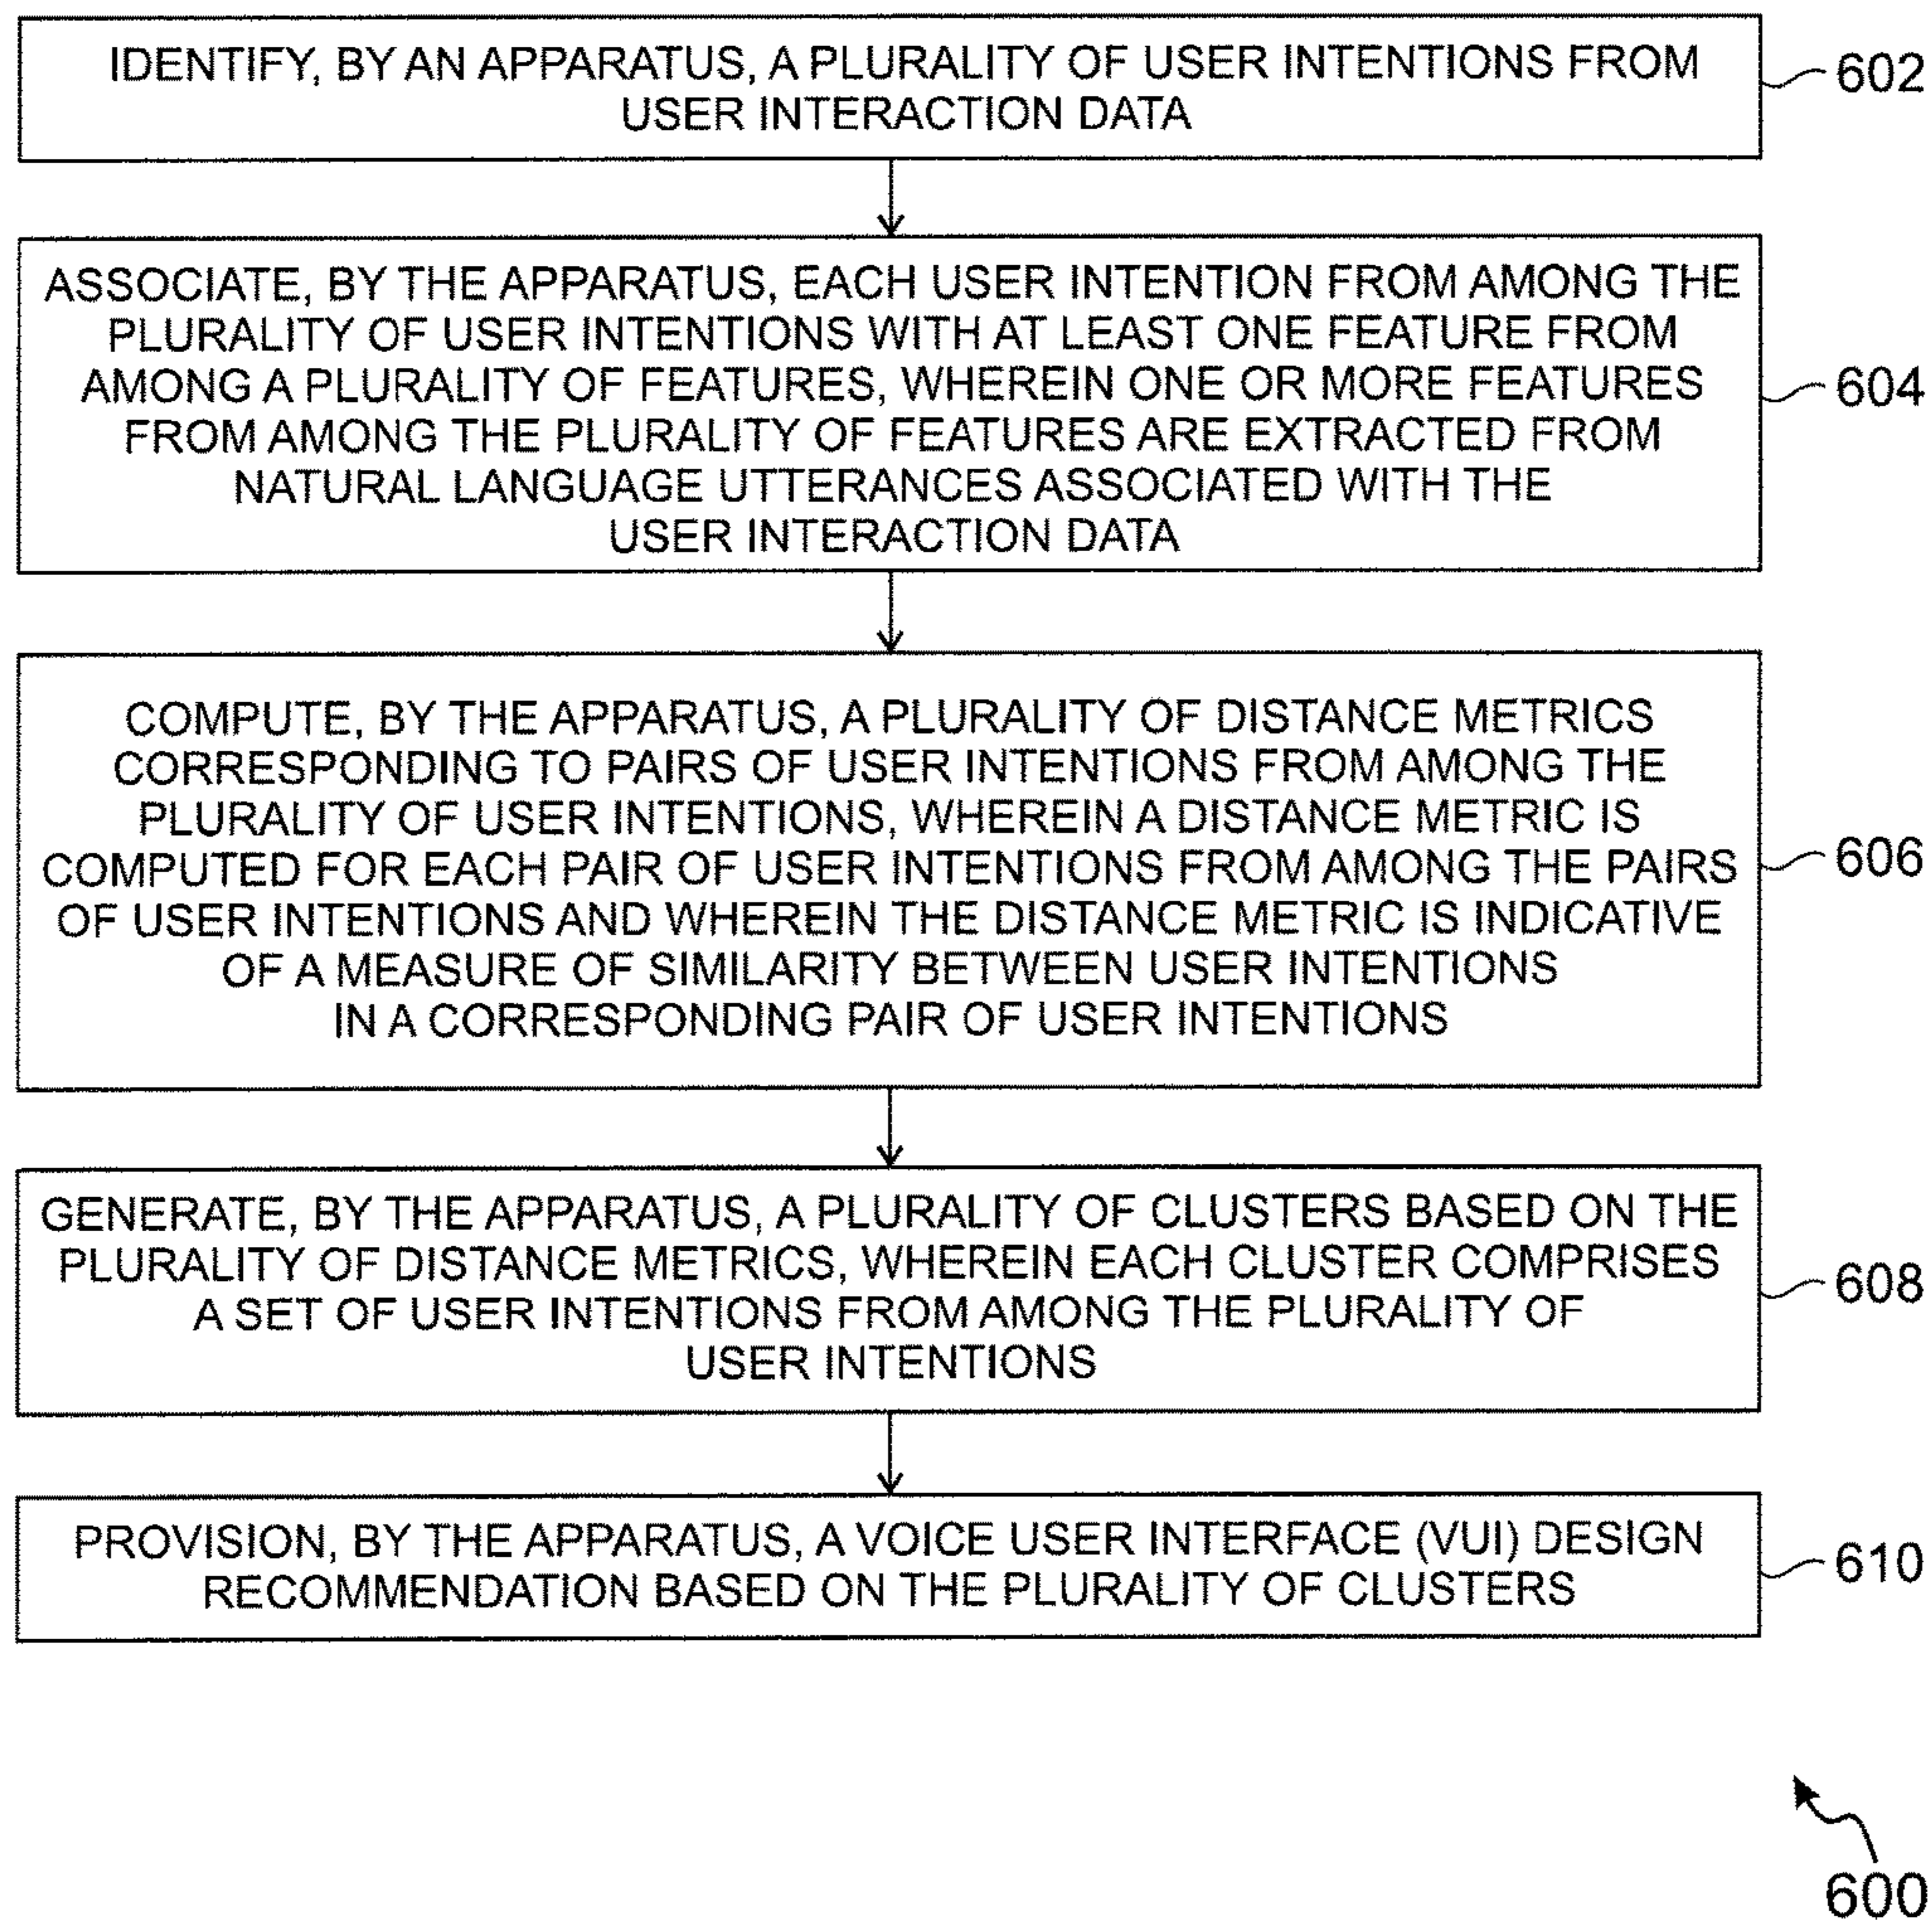 IDENTIFY, BY AN APPARATUS, A PLURALITY OF USER INTENTIONS FROM
USER INTERACTION DATA
602
ASSOCIATE, BY THE APPARATUS, EACH USER INTENTION FROM AMONG THE
PLURALITY OF USER INTENTIONS WITH AT LEAST ONE FEATURE FROM
AMONG A PLURALITY OF FEATURES, WHEREIN ONE OR MORE FEATURES
FROM AMONG THE PLURALITY OF FEATURES ARE EXTRACTED FROM
NATURAL LANGUAGE UTTERANCES ASSOCIATED WITH THE
USER INTERACTION DATA
604
COMPUTE, BY THE APPARATUS, A PLURALITY OF DISTANCE METRICS
CORRESPONDING TO PAIRS OF USER INTENTIONS FROM AMONG THE
PLURALITY OF USER INTENTIONS, WHEREIN A DISTANCE METRIC IS
COMPUTED FOR EACH PAIR OF USER INTENTIONS FROM AMONG THE PAIRS
OF USER INTENTIONS AND WHEREIN THE DISTANCE METRIC IS INDICATIVE
OF A MEASURE OF SIMILARITY BETWEEN USER INTENTIONS
IN A CORRESPONDING PAIR OF USER INTENTIONS
606
GENERATE, BY THE APPARATUS, A PLURALITY OF CLUSTERS BASED ON THE
PLURALITY OF DISTANCE METRICS, WHEREIN EACH CLUSTER COMPRISES
A SET OF USER INTENTIONS FROM AMONG THE PLURALITY OF
USER INTENTIONS
608
PROVISION, BY THE APPARATUS, A VOICE USER INTERFACE (VUI) DESIGN
RECOMMENDATION BASED ON THE PLURALITY OF CLUSTERS
610
600